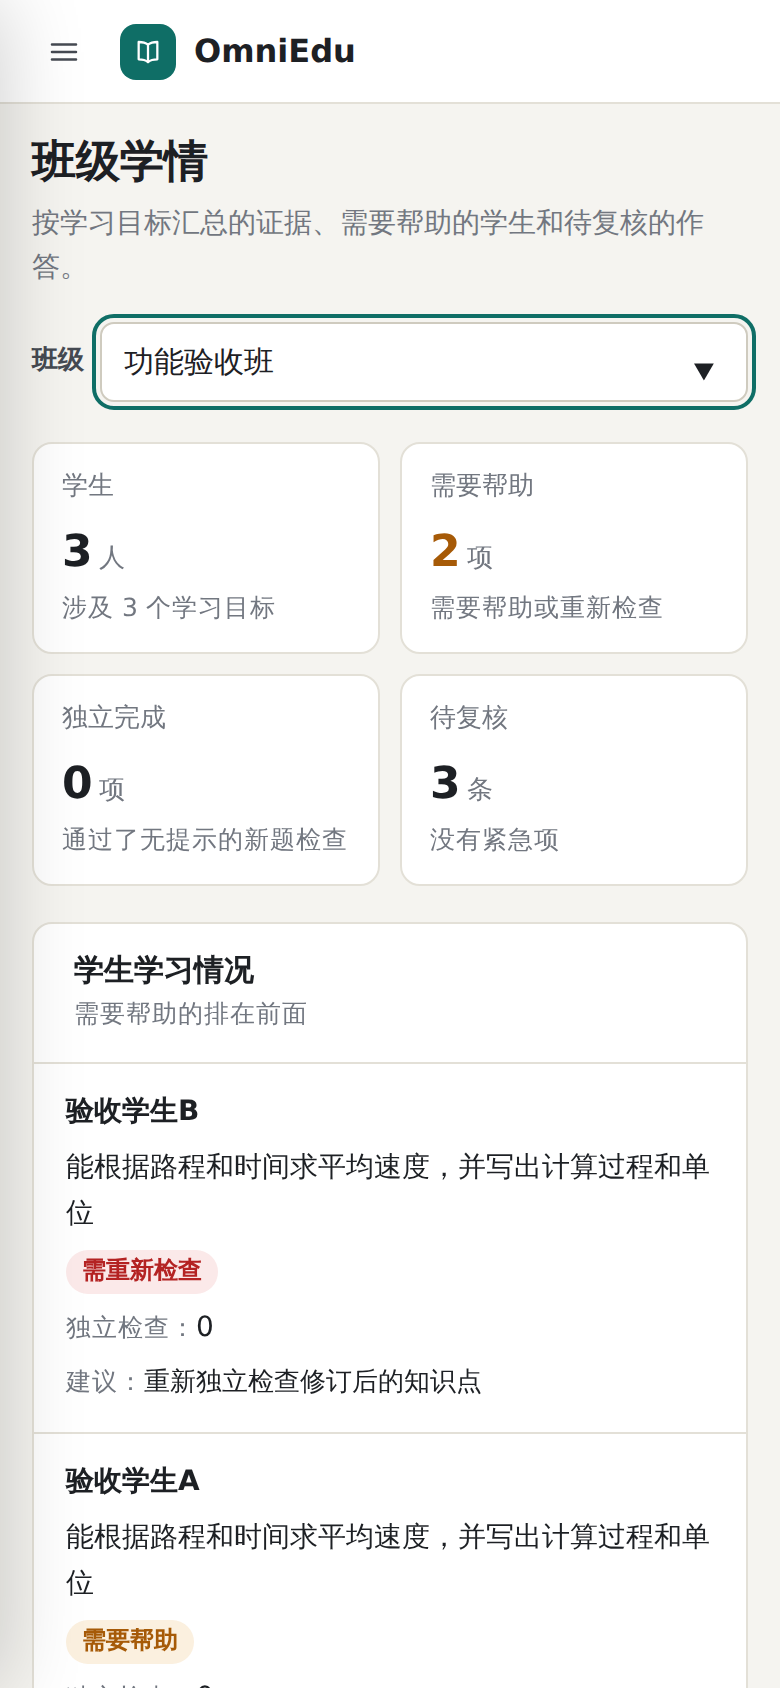 OmniEdu
班级学情
按学习目标汇总的证据、需要帮助的学生和待复核的作
答。
班级
功能验收班
学生
3 人
涉及 3 个学习目标
需要帮助
2 项
需要帮助或重新检查
独立完成
0 项
通过了无提示的新题检查
待复核
3 条
没有紧急项
学生学习情况
需要帮助的排在前面
验收学生B
能根据路程和时间求平均速度，并写出计算过程和单
位
需重新检查
独立检查：0
建议：重新独立检查修订后的知识点
验收学生A
能根据路程和时间求平均速度，并写出计算过程和单
位
需要帮助